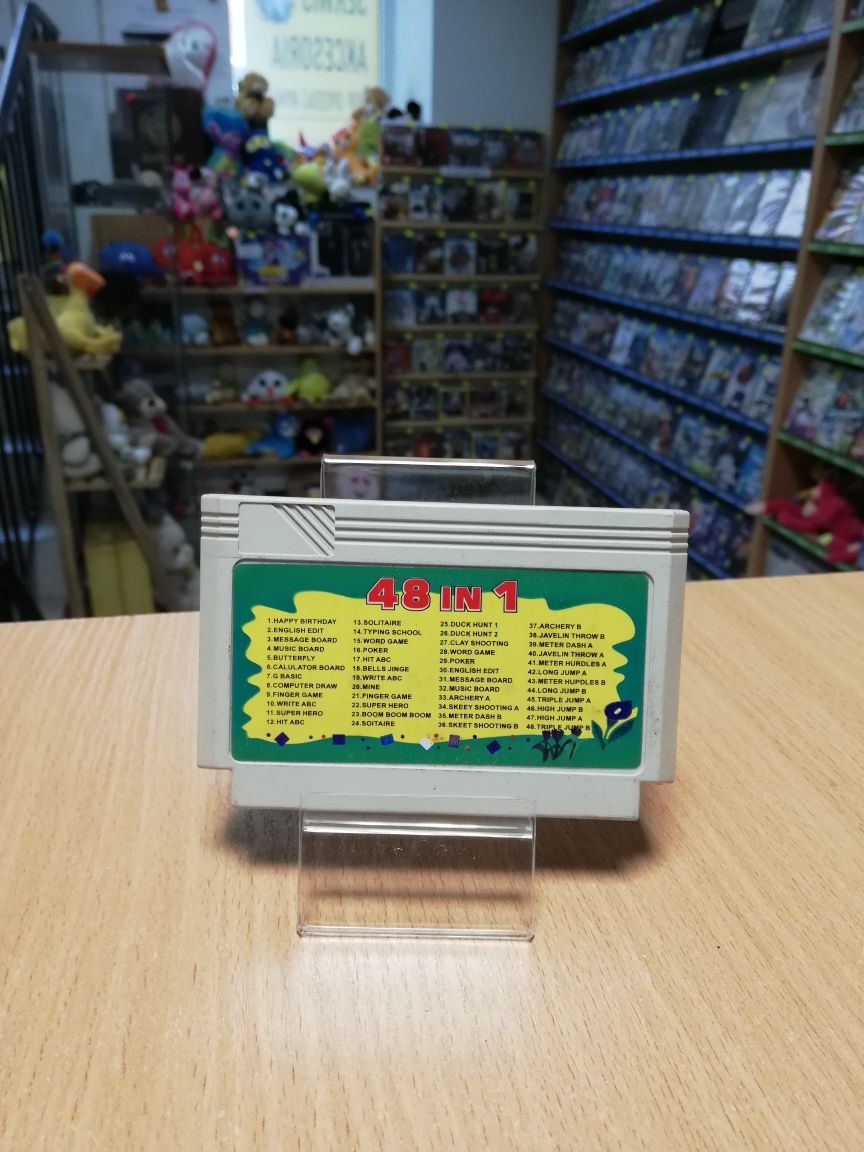 SERWIS
AKCESORIA
48 IN 1
1.HAPPY BIRTHDAY
2.ENGLISH EDIT
3.MESSAGE BOARD
4.MUSIC BOARD
5.BUTTERFLY
6.CALULATOR BOARD
7.G BASIC
8.COMPUTER DRAW
9.FINGER GAME
10.WRITE ABC
11.SUPER HERO
12.HIT ABC
13.SOLITAIRE
14.TYPING SCHOOL
15.WORD GAME
16.POKER
17.HIT ABC
18.BELLS JINGE
19.WRITE ABC
20.MINE
21.FINGER GAME
22.SUPER HERO
23.BOOM BOOM BOOM
24.SOITAIRE
25.DUCK HUNT 1
26.DUCK HUNT 2
27.CLAY SHOOTING
28.WORD GAME
29.POKER
30.ENGLISH EDIT
31.MESSAGE BOARD
32.MUSIC BOARD
33.ARCHERY A
34.SKEEY SHOOTING A
35.METER DASH B
36.SKEET SHOOTING B
37.ARCHERY B
38.JAVELIN THROW B
39.METER DASH A
40.JAVELIN THROW A
41.METER HURDLES A
42.LONG JUMP A
43.METER HUPDLES B
44.LONG JUMP B
45.TRIPLE JUMP A
46.HIGH JUMP B
47.HIGH JUMP A
48.TRIPLE JUMP B